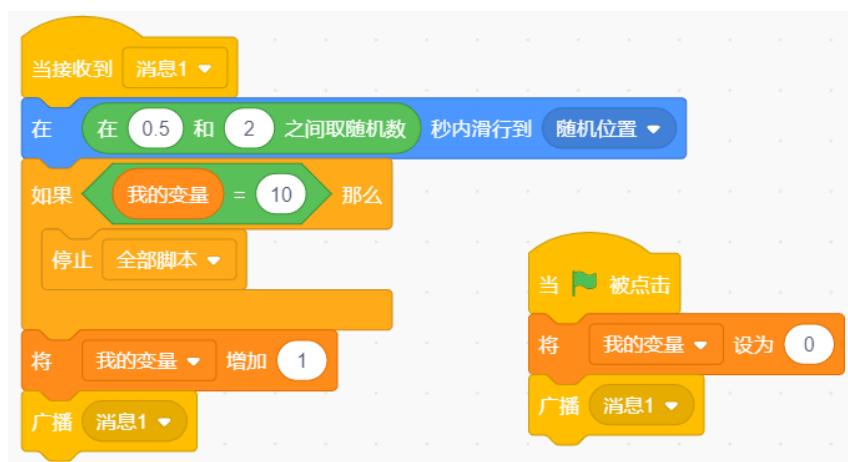 当接收到 消息1
在 在 0.5 和 2 之间取随机数 秒内滑行到 随机位置
如果 我的变量 = 10 那么
停止 全部脚本
将 我的变量 增加 1
广播 消息1
当 被点击
将 我的变量 设为 0
广播 消息1